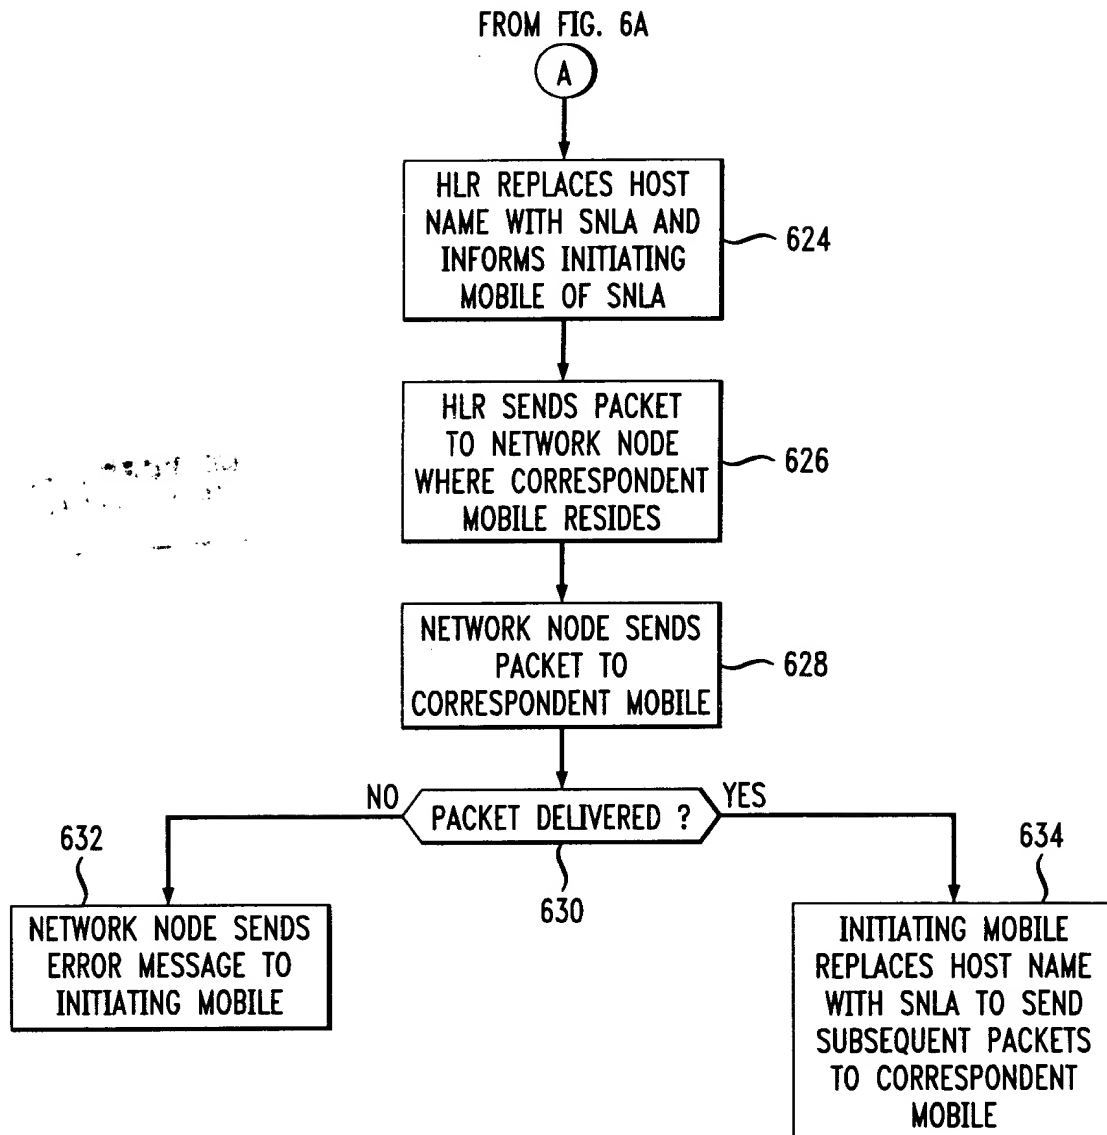 FROM FIG. 6A
A
HLR REPLACES HOST
NAME WITH SNLA AND
INFORMS INITIATING
MOBILE OF SNLA
624
HLR SENDS PACKET
TO NETWORK NODE
WHERE CORRESPONDENT
MOBILE RESIDES
626
NETWORK NODE SENDS
PACKET TO
CORRESPONDENT MOBILE
628
NO
PACKET DELIVERED ?
YES
630
632
NETWORK NODE SENDS
ERROR MESSAGE TO
INITIATING MOBILE
634
INITIATING MOBILE
REPLACES HOST NAME
WITH SNLA TO SEND
SUBSEQUENT PACKETS
TO CORRESPONDENT
MOBILE